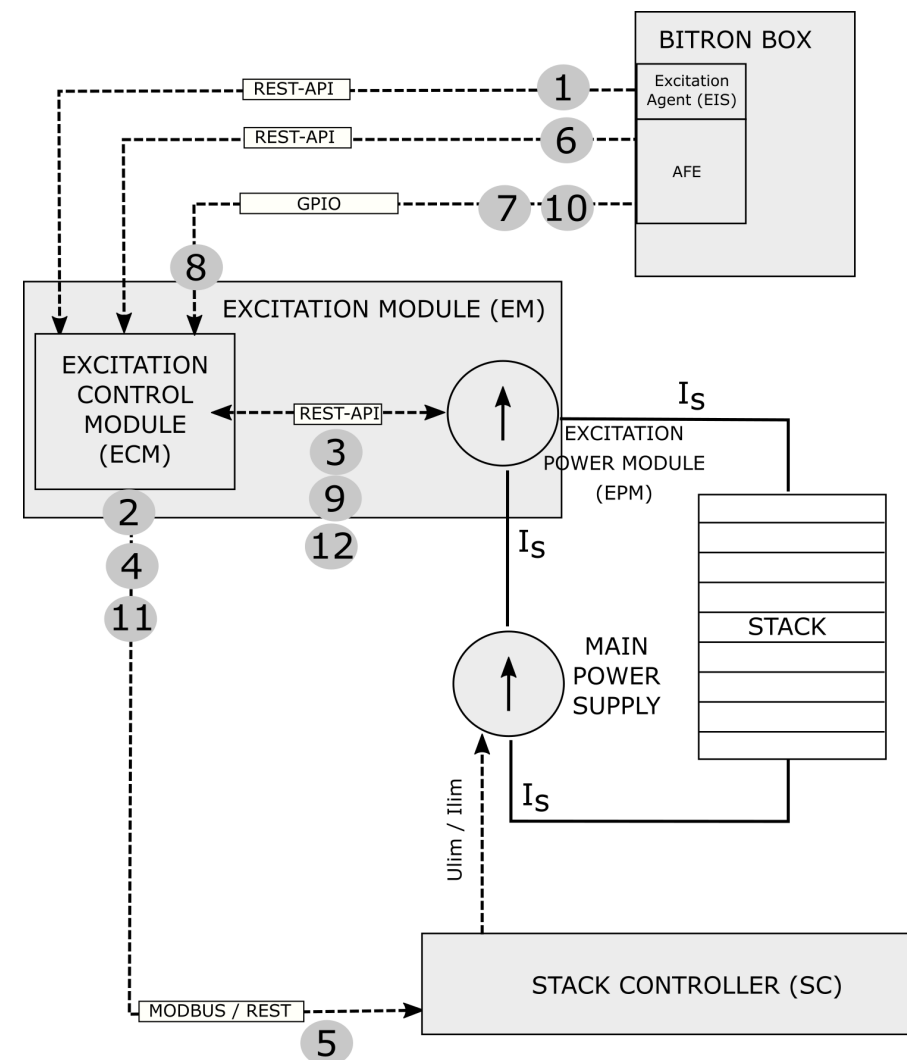 BITRON BOX
Excitation
Agent (EIS)
REST-API
1
REST-API
6
AFE
GPIO
7
10
8
EXCITATION MODULE (EM)
EXCITATION
CONTROL
MODULE
(ECM)
REST-API
3
9
12
EXCITATION
POWER MODULE
(EPM)
IS
2
4
11
IS
STACK
MAIN
POWER
SUPPLY
IS
Ulim / Ilim
STACK CONTROLLER (SC)
MODBUS / REST
5